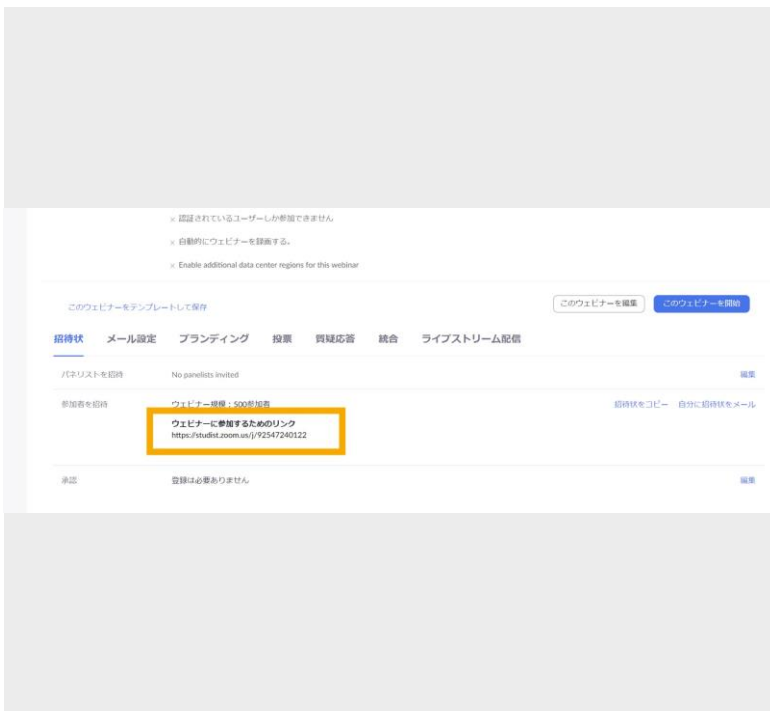 × 認証されているユーザーしか参加できません
× 自動的にウェビナーを録画する。
× Enable additional data center regions for this webinar
このウェビナーをテンプレートとして保存
このウェビナーを編集 このウェビナーを開始
招待状 メール設定 ブランディング 投票 質疑応答 統合 ライブストリーム配信
パネリストを招待 No panelists invited 編集
参加者を招待 ウェビナー規模：500参加者 招待状をコピー 自分に招待状をメール
ウェビナーに参加するためのリンク
https://studist.zoom.us/j/92547240122
承認 登録は必要ありません 編集